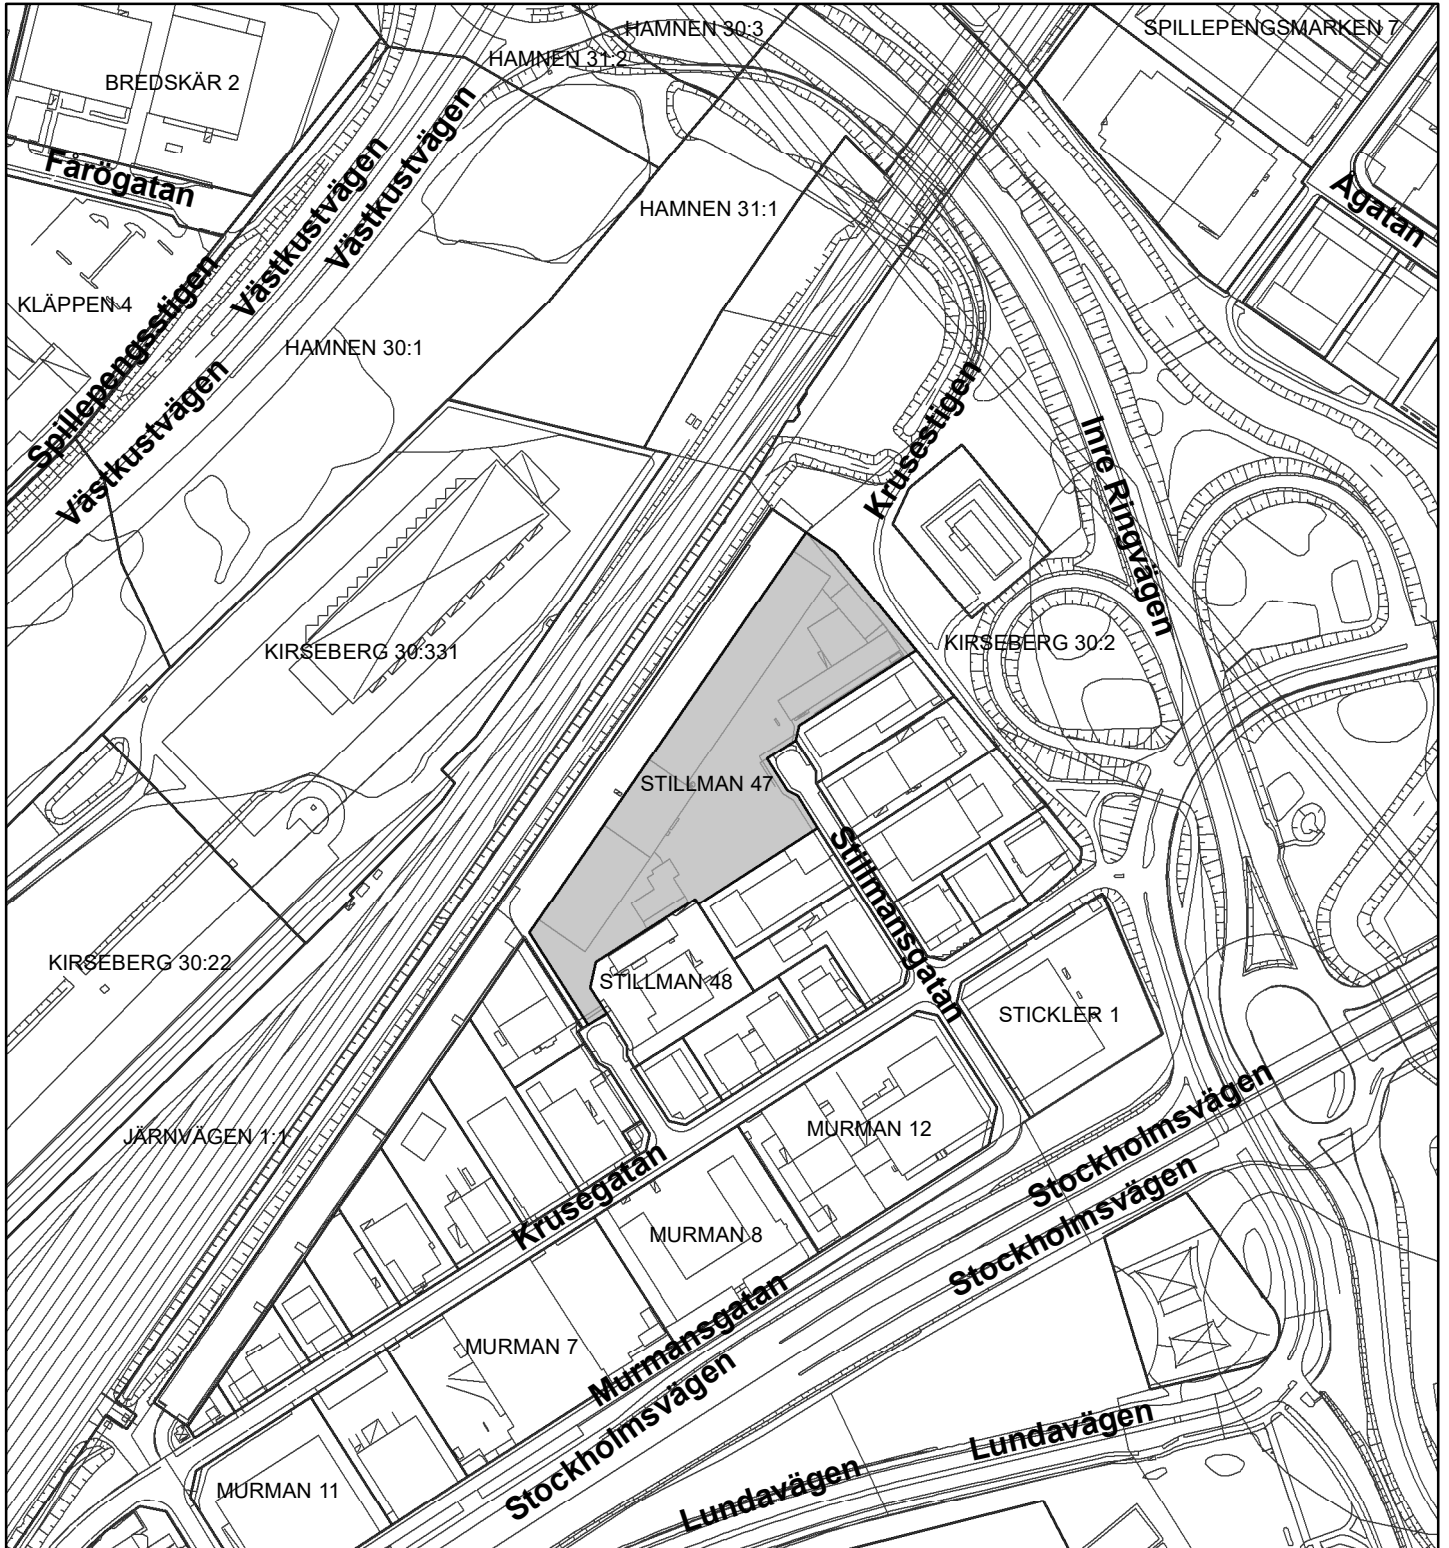 HAMNEN 30:3
SPILLEPENGSMARKEN 7
HAMNEN 31:2
BREDSKÄR 2
Fårögatan
Västkustvägen
Västkustvägen
HAMNEN 31:1
Ågatan
KLÄPPEN 4
Spillepengsstigen
HAMNEN 30:1
Västkustvägen
Krusestigen
Inre Ringvägen
KIRSEBERG 30:331
KIRSEBERG 30:2
STILLMAN 47
Stillmansgatan
KIRSEBERG 30:22
STILLMAN 48
STICKLER 1
JÄRNVÄGEN 1:1
MURMAN 12
Stockholmsvägen
Krusegatan
MURMAN 8
Stockholmsvägen
MURMAN 7
Murmansgatan
Stockholmsvägen
Lundavägen
MURMAN 11
Lundavägen